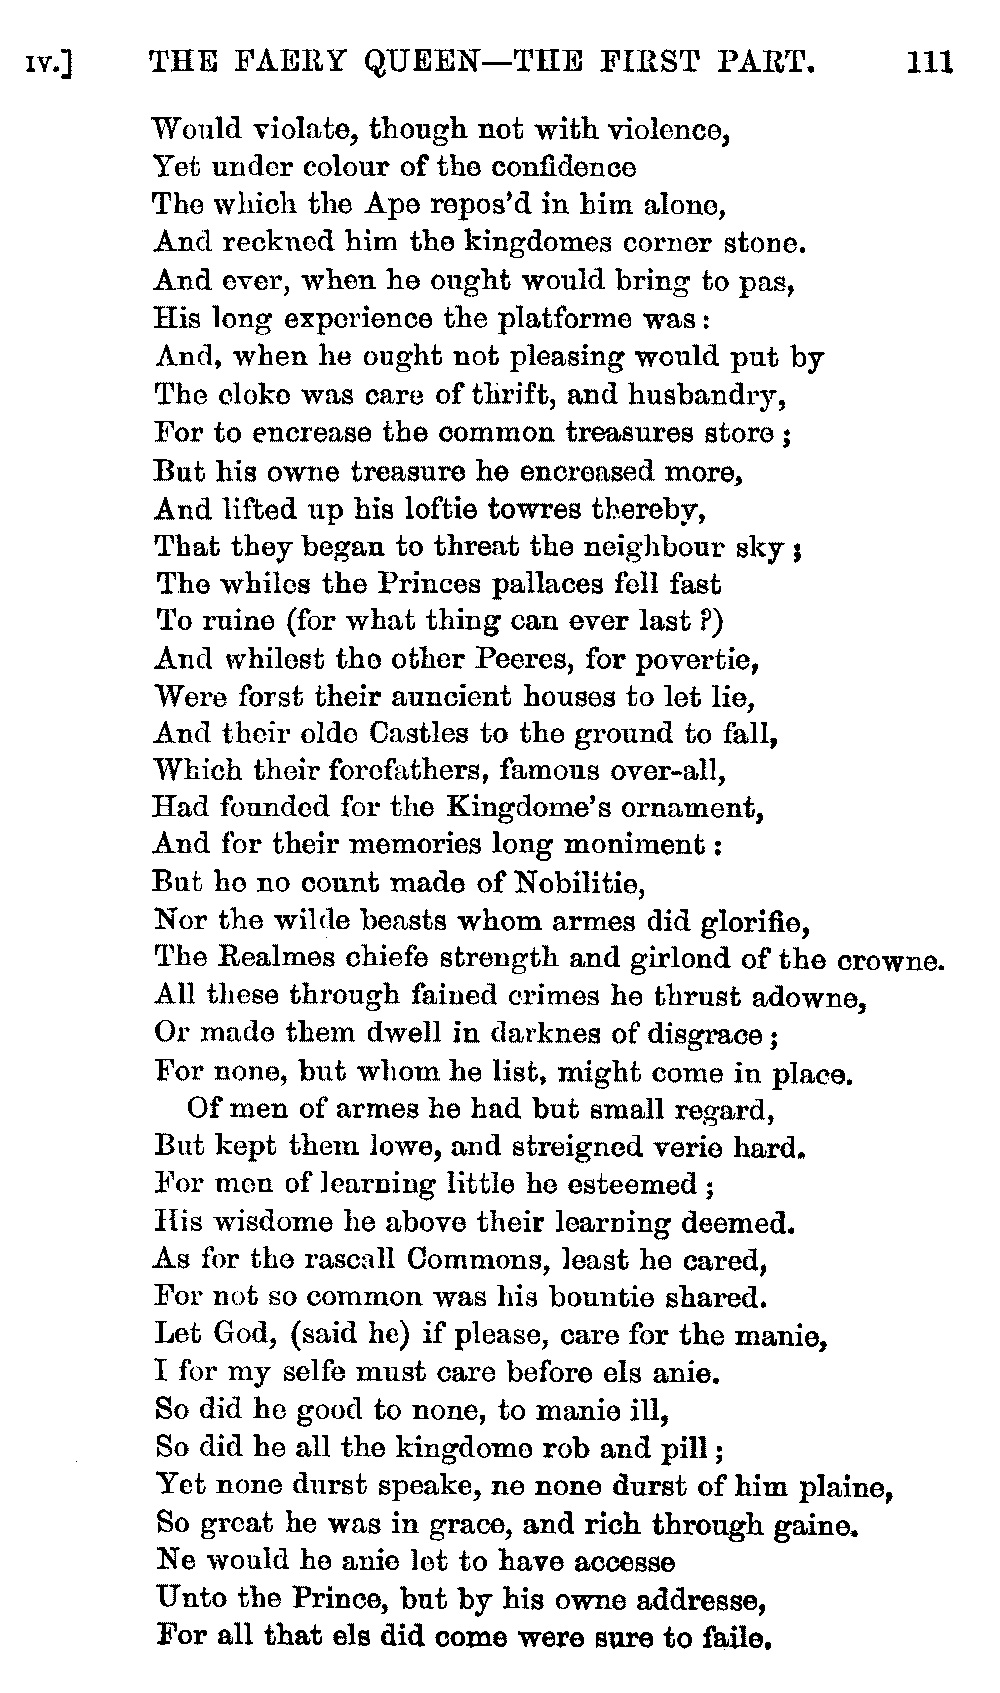 IV.] THE FAERY QUEEN—THE FIRST PART. 111
Would violate, though not with violence,
Yet under colour of the confidence
The which the Ape repos'd in him alone,
And reckned him the kingdomes corner stone.
And ever, when he ought would bring to pas,
His long experience the platforme was:
And, when he ought not pleasing would put by
The cloke was care of thrift, and husbandry,
For to encrease the common treasures store;
But his owne treasure he encreased more,
And lifted up his loftie towres thereby,
That they began to threat the neighbour sky;
The whiles the Princes pallaces fell fast
To ruine (for what thing can ever last?)
And whilest the other Peeres, for povertie,
Were forst their auncient houses to let lie,
And their olde Castles to the ground to fall,
Which their forefathers, famous over-all,
Had founded for the Kingdome's ornament,
And for their memories long moniment:
But he no count made of Nobilitie,
Nor the wilde beasts whom armes did glorifie,
The Realmes chiefe strength and girlond of the crowne.
All these through fained crimes he thrust adowne,
Or made them dwell in darknes of disgrace;
For none, but whom he list, might come in place.
Of men of armes he had but small regard,
But kept them lowe, and streigned verie hard.
For men of learning little he esteemed;
His wisdome he above their learning deemed.
As for the rascall Commons, least he cared,
For not so common was his bountie shared.
Let God, (said he) if please, care for the manie,
I for my selfe must care before els anie.
So did he good to none, to manie ill,
So did he all the kingdome rob and pill;
Yet none durst speake, ne none durst of him plaine,
So great he was in grace, and rich through gaine.
Ne would he anie let to have accesse
Unto the Prince, but by his owne addresse,
For all that els did come were sure to faile.